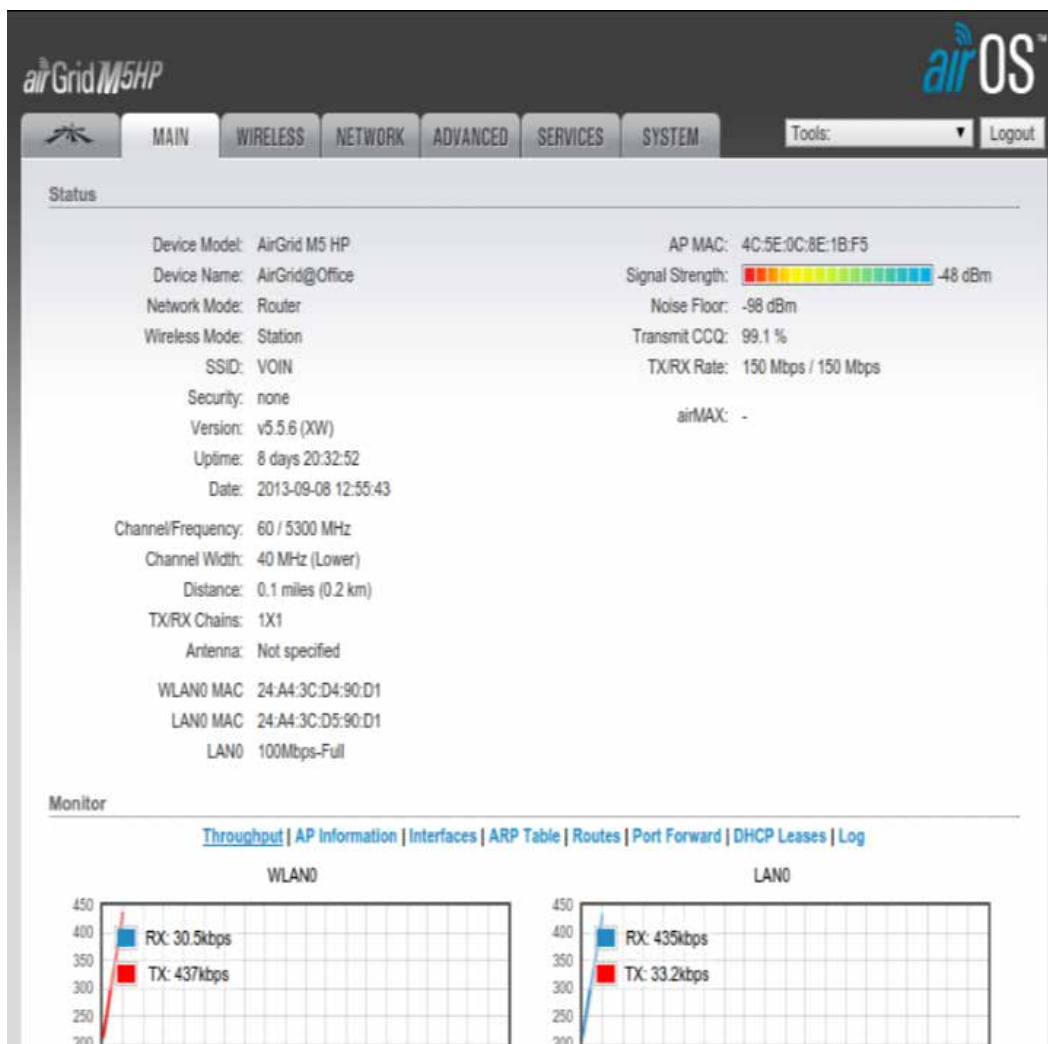 airGrid M5HP
airOS™
MAIN WIRELESS NETWORK ADVANCED SERVICES SYSTEM Tools: Logout
Status
Device Model: AirGrid M5 HP
Device Name: AirGrid@Office
Network Mode: Router
Wireless Mode: Station
SSID: VOIN
Security: none
Version: v5.5.6 (XW)
Uptime: 8 days 20:32:52
Date: 2013-09-08 12:55:43
Channel/Frequency: 60 / 5300 MHz
Channel Width: 40 MHz (Lower)
Distance: 0.1 miles (0.2 km)
TX/RX Chains: 1X1
Antenna: Not specified
WLAN0 MAC 24:A4:3C:D4:90:D1
LAN0 MAC 24:A4:3C:D5:90:D1
LAN0 100Mbps-Full
AP MAC: 4C:5E:0C:8E:1B:F5
Signal Strength: -48 dBm
Noise Floor: -98 dBm
Transmit CCQ: 99.1 %
TX/RX Rate: 150 Mbps / 150 Mbps
airMAX: -
Monitor
Throughput | AP Information | Interfaces | ARP Table | Routes | Port Forward | DHCP Leases | Log
WLAN0
450
400
350
300
250
200
RX: 30.5kbps
TX: 437kbps
LAN0
450
400
350
300
250
200
RX: 435kbps
TX: 33.2kbps